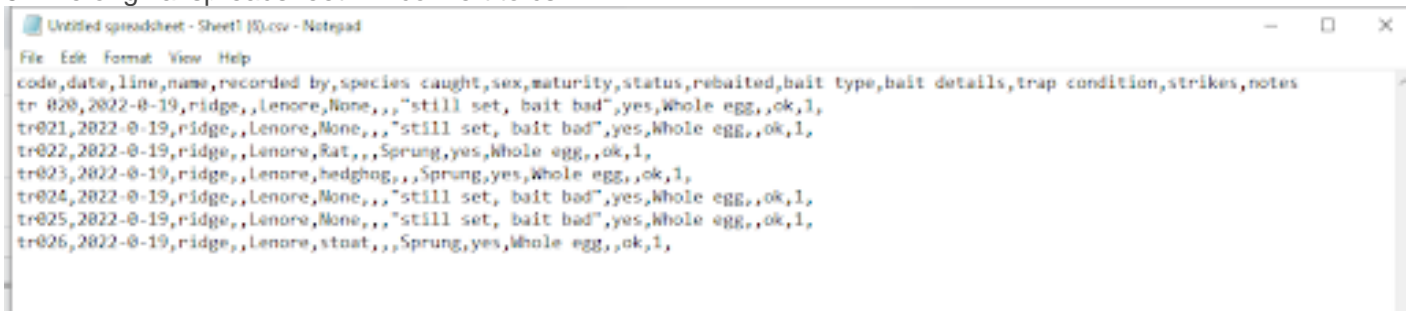 Untitled spreadsheet - Sheet1 (6).csv - Notepad
File Edit Format View Help
code,date,line,name,recorded by,species caught,sex,maturity,status,rebaited,bait type,bait details,trap condition,strikes,notes
tr 020,2022-0-19,ridge,,Lenore,None,,,"still set, bait bad",yes,Whole egg,,ok,1,
tr021,2022-0-19,ridge,,Lenore,None,,,"still set, bait bad",yes,Whole egg,,ok,1,
tr022,2022-0-19,ridge,,Lenore,Rat,,,Sprung,yes,Whole egg,,ok,1,
tr023,2022-0-19,ridge,,Lenore,hedghog,,,Sprung,yes,Whole egg,,ok,1,
tr024,2022-0-19,ridge,,Lenore,None,,,"still set, bait bad",yes,Whole egg,,ok,1,
tr025,2022-0-19,ridge,,Lenore,None,,,"still set, bait bad",yes,Whole egg,,ok,1,
tr026,2022-0-19,ridge,,Lenore,stoat,,,Sprung,yes,Whole egg,,ok,1,